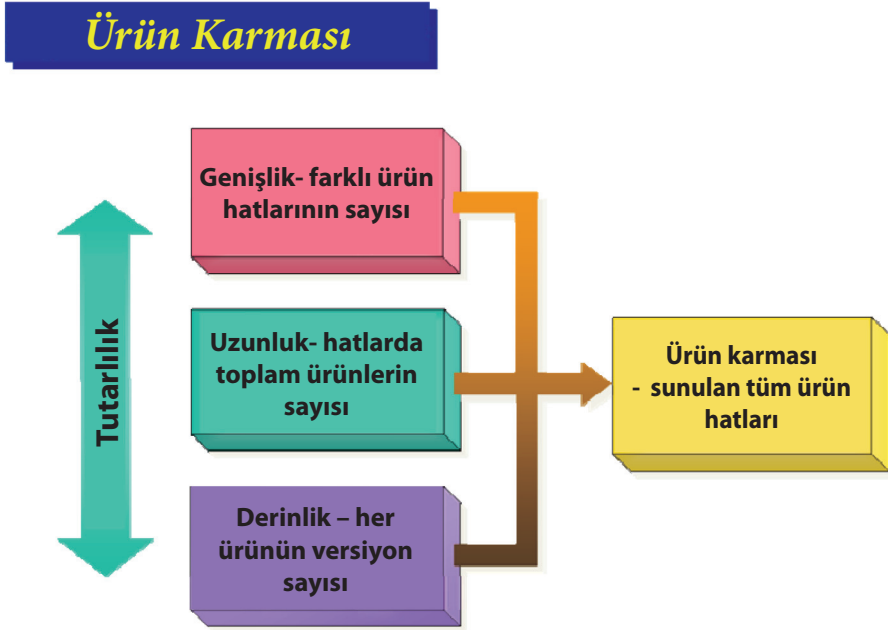 Ürün Karması
Tutarlılık
Genişlik- farklı ürün
hatlarının sayısı
Uzunluk- hatlarda
toplam ürünlerin
sayısı
Derinlik – her
ürünün versiyon
sayısı
Ürün karması
- sunulan tüm ürün
hatları